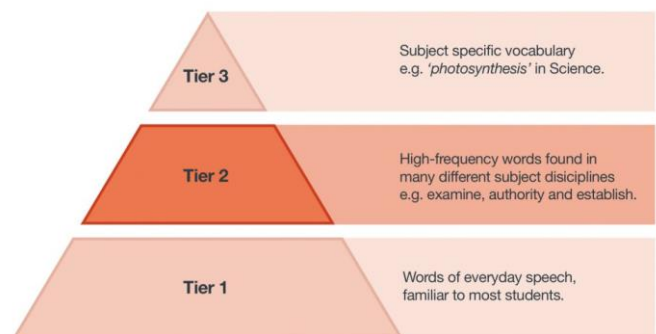 Tier 3
Subject specific vocabulary
e.g. ‘photosynthesis’ in Science.
Tier 2
High-frequency words found in
many different subject disiciplines
e.g. examine, authority and establish.
Tier 1
Words of everyday speech,
familiar to most students.